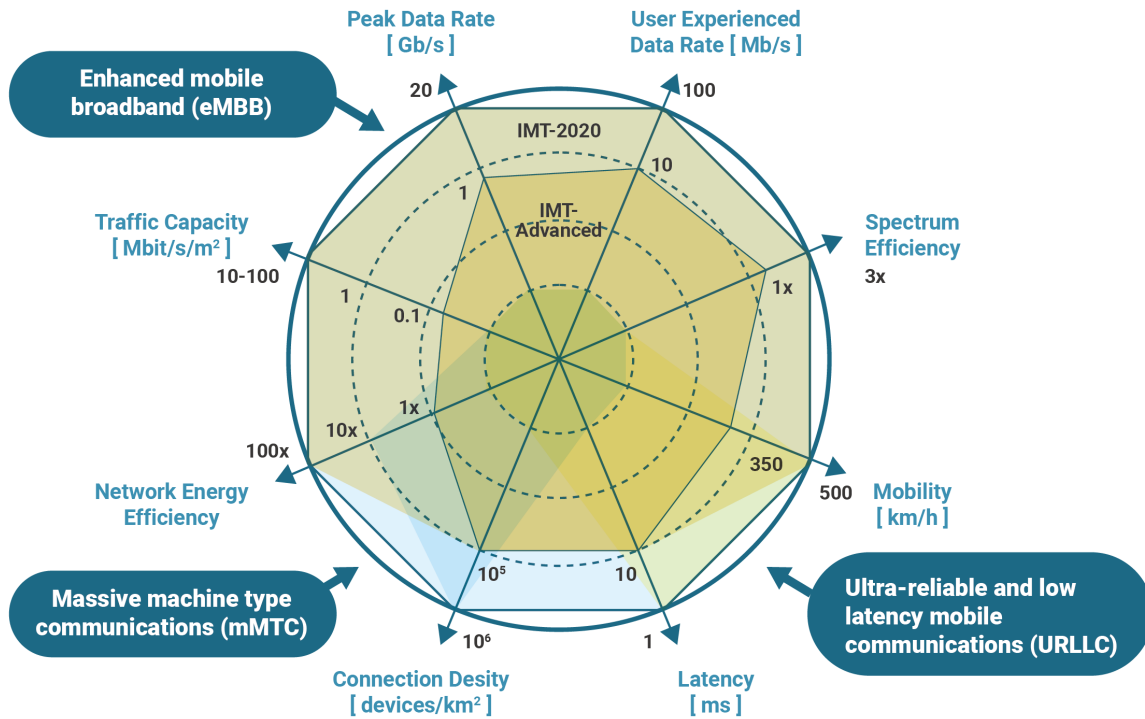 Peak Data Rate
[ Gb/s ]
User Experienced
Data Rate [ Mb/s ]
Enhanced mobile
broadband (eMBB)
20
100
IMT-2020
10
1
IMT-
Advanced
Traffic Capacity
[ Mbit/s/m² ]
Spectrum
Efficiency
10-100
1
0.1
1x
3x
1x
10x
100x
350
500
Network Energy
Efficiency
Mobility
[ km/h ]
10⁵
10
Massive machine type
communications (mMTC)
Ultra-reliable and low
latency mobile
communications (URLLC)
10⁶
1
Connection Desity
[ devices/km² ]
Latency
[ ms ]